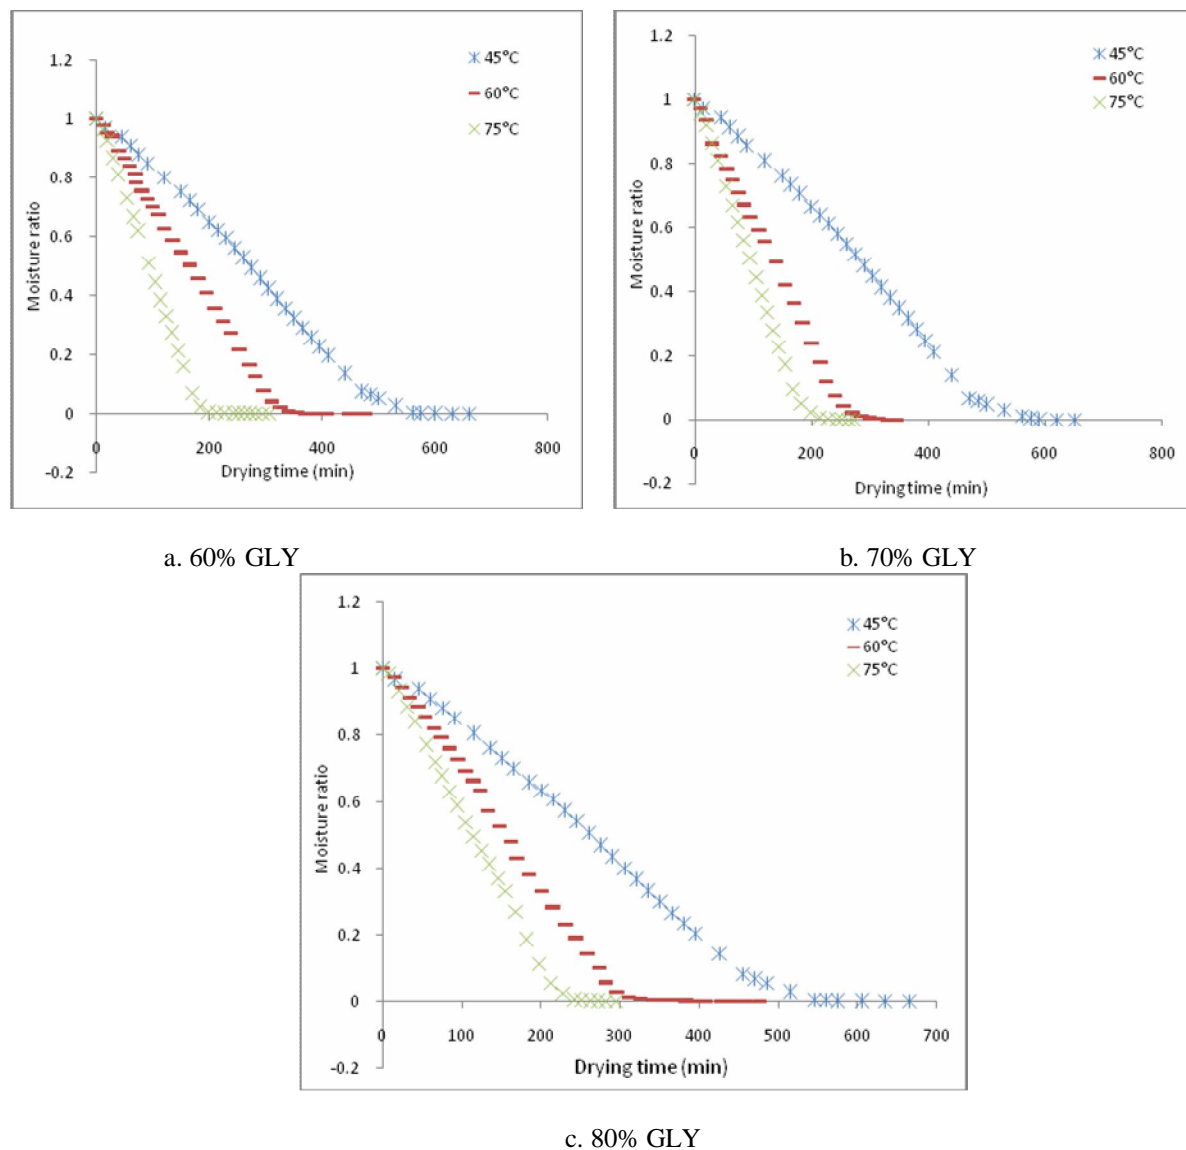 1.2
1
0.8
0.6
0.4
0.2
0
-0.2
Moisture ratio
0 200 400 600 800
Drying time (min)
45°C
60°C
75°C
a. 60% GLY
1.2
1
0.8
0.6
0.4
0.2
0
-0.2
Moisture ratio
0 200 400 600 800
Drying time (min)
45°C
60°C
75°C
b. 70% GLY
1.2
1
0.8
0.6
0.4
0.2
0
-0.2
Moisture ratio
0 100 200 300 400 500 600 700
Drying time (min)
45°C
60°C
75°C
c. 80% GLY